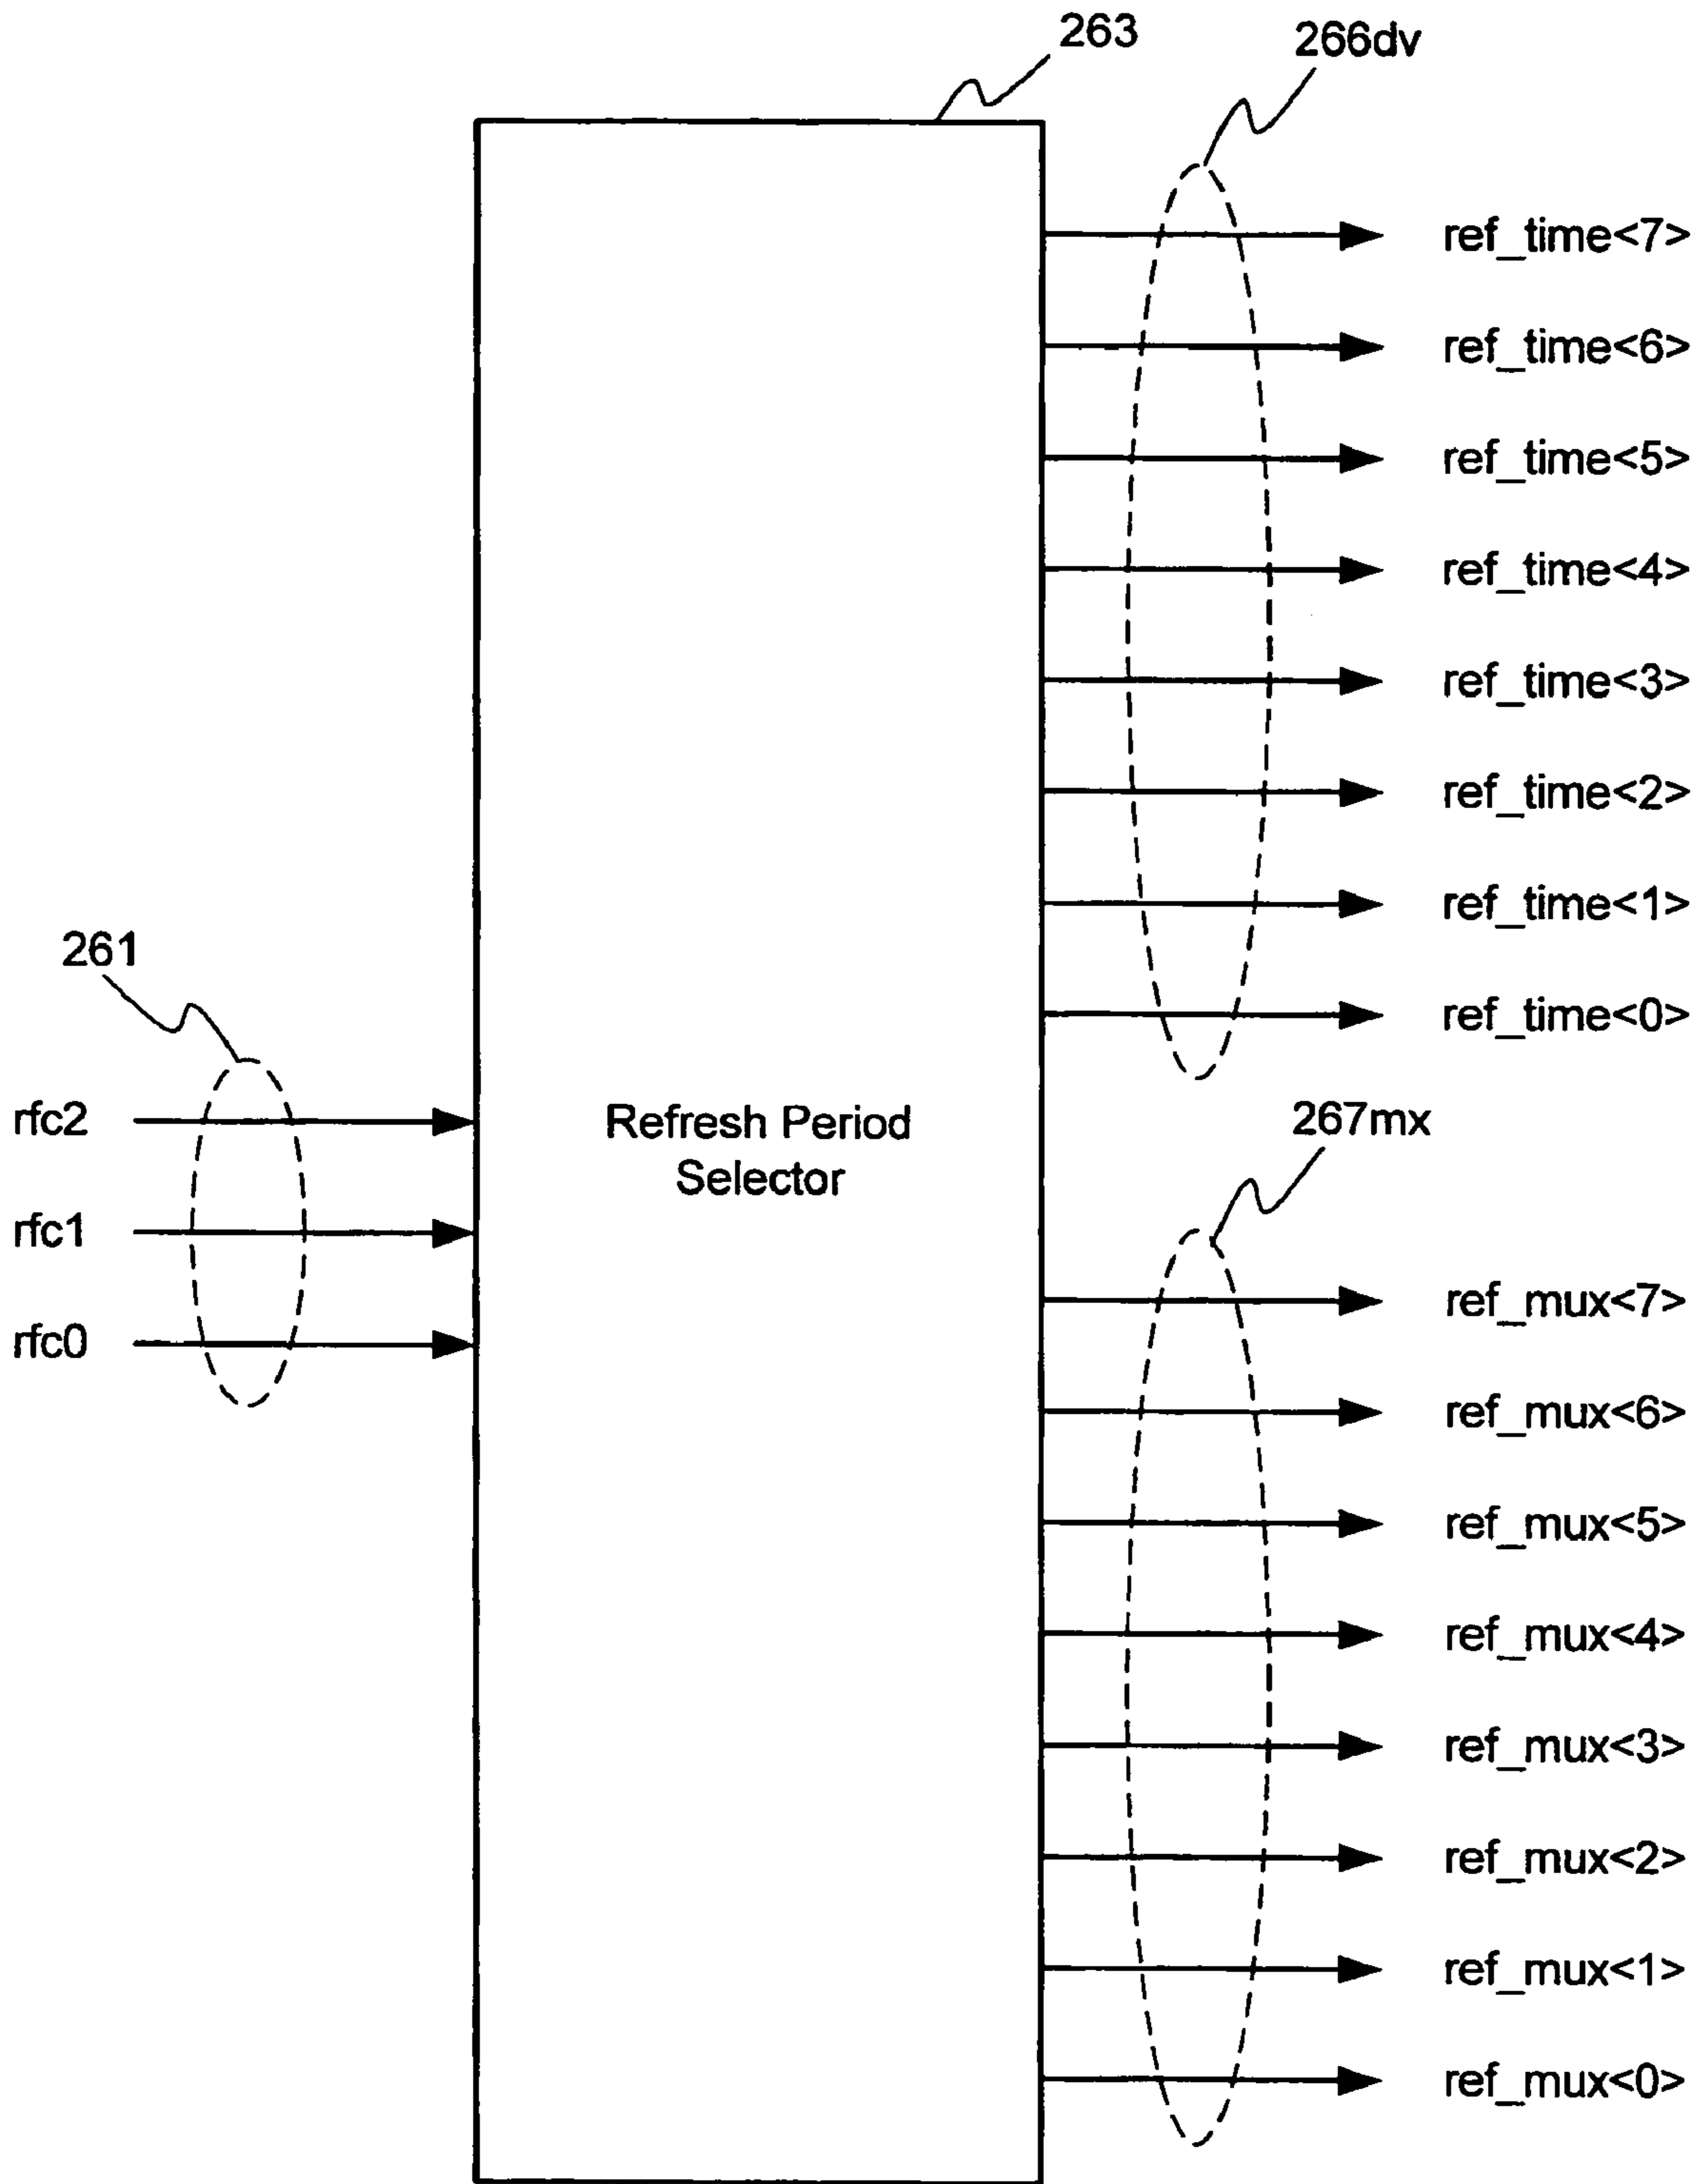 263
266dv
ref_time<7>
ref_time<6>
ref_time<5>
ref_time<4>
ref_time<3>
ref_time<2>
ref_time<1>
ref_time<0>
261
rfc2
rfc1
rfc0
Refresh Period
Selector
267mx
ref_mux<7>
ref_mux<6>
ref_mux<5>
ref_mux<4>
ref_mux<3>
ref_mux<2>
ref_mux<1>
ref_mux<0>